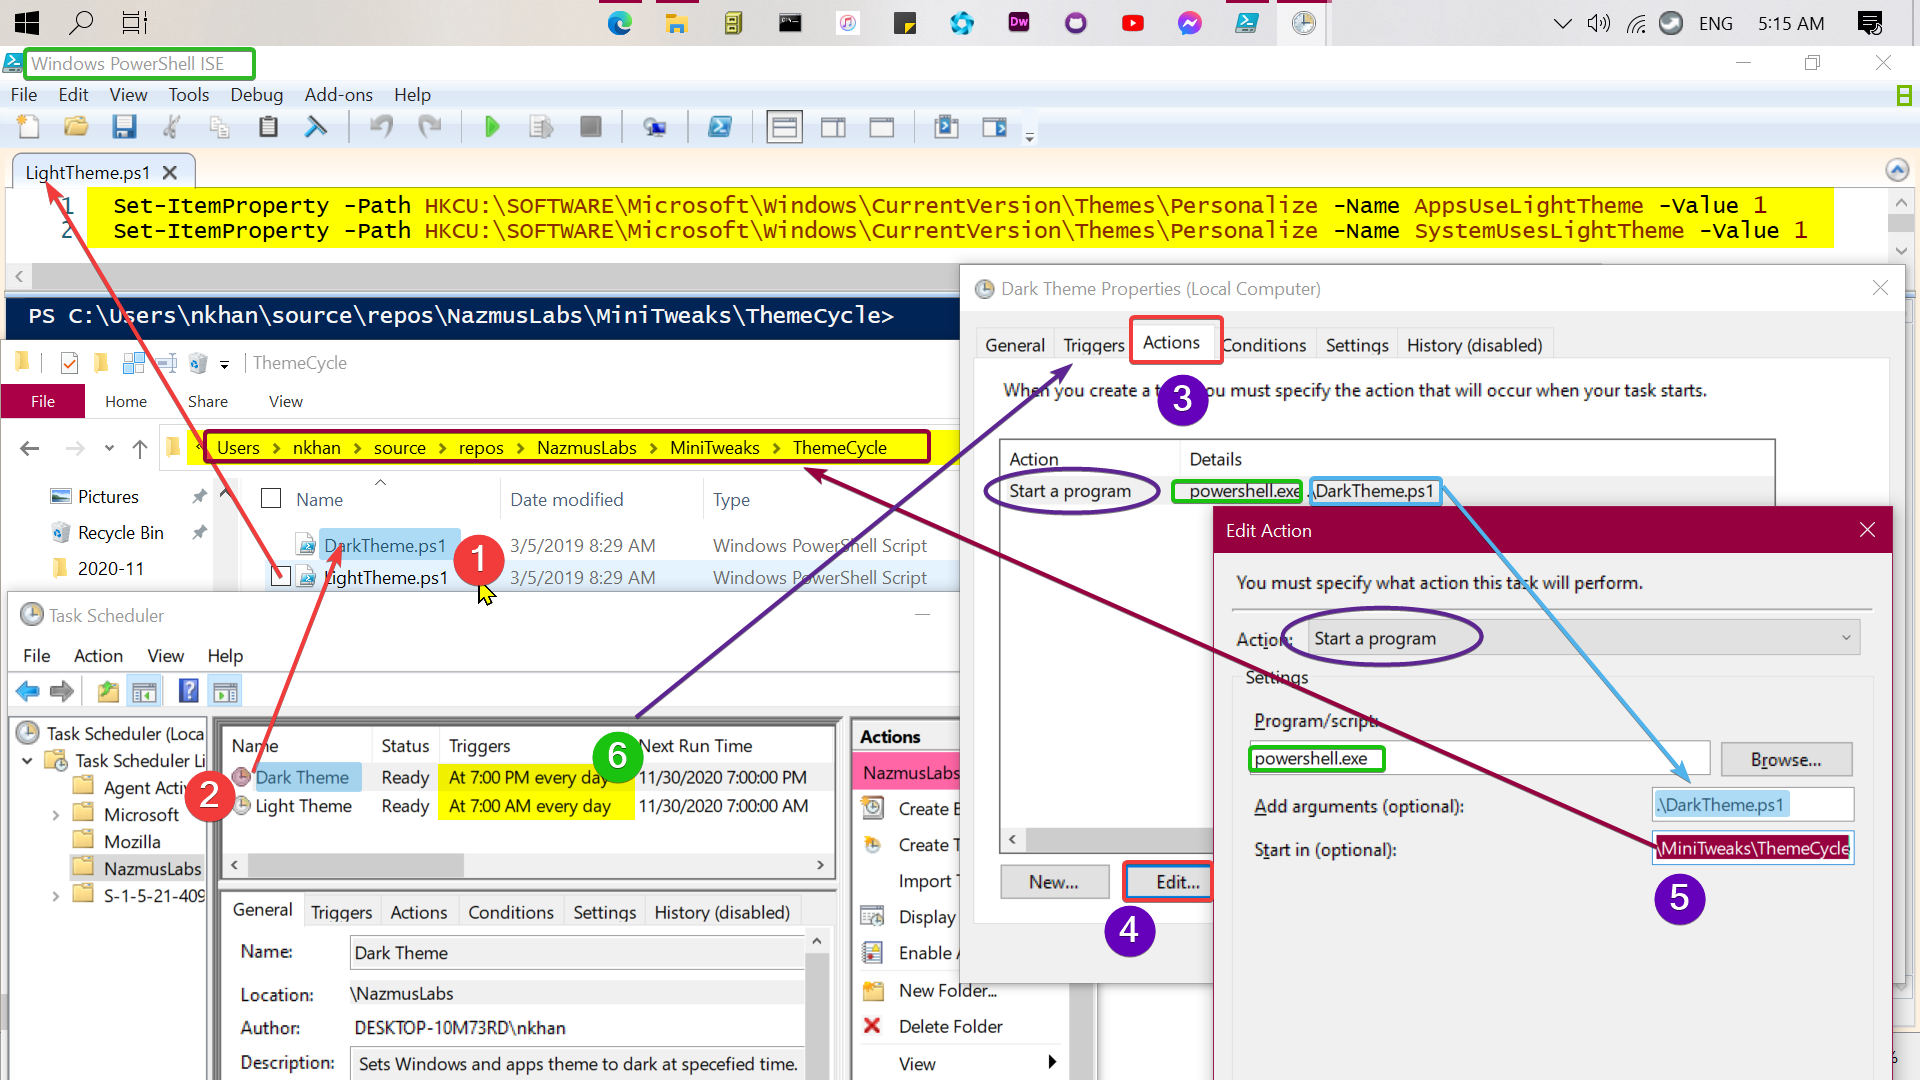 Dw
ENG
5:15 AM
Windows PowerShell ISE
File Edit View Tools Debug Add-ons Help
LightTheme.ps1
1 Set-ItemProperty -Path HKCU:\SOFTWARE\Microsoft\Windows\CurrentVersion\Themes\Personalize -Name AppsUseLightTheme -Value 1
2 Set-ItemProperty -Path HKCU:\SOFTWARE\Microsoft\Windows\CurrentVersion\Themes\Personalize -Name SystemUsesLightTheme -Value 1
PS C:\Users\nkhan\source\repos\NazmusLabs\MiniTweaks\ThemeCycle>
ThemeCycle
File Home Share View
Users > nkhan > source > repos > NazmusLabs > MiniTweaks > ThemeCycle
Pictures
Recycle Bin
2020-11
Name Date modified Type
DarkTheme.ps1 3/5/2019 8:29 AM Windows PowerShell Script
LightTheme.ps1 3/5/2019 8:29 AM Windows PowerShell Script
1
Task Scheduler
File Action View Help
Task Scheduler (Loca
Task Scheduler Li
Agent Activ
Microsoft
Mozilla
NazmusLabs
S-1-5-21-409
2
Name Status Triggers Next Run Time
Dark Theme Ready At 7:00 PM every day 11/30/2020 7:00:00 PM
Light Theme Ready At 7:00 AM every day 11/30/2020 7:00:00 AM
6
General Triggers Actions Conditions Settings History (disabled)
Name: Dark Theme
Location: \NazmusLabs
Author: DESKTOP-10M73RD\nkhan
Description: Sets Windows and apps theme to dark at specefied time.
Actions
NazmusLabs
Create B
Create T
Import T
Display
Enable A
New Folder...
Delete Folder
View
Dark Theme Properties (Local Computer)
General Triggers Actions Conditions Settings History (disabled)
3
When you create a t you must specify the action that will occur when your task starts.
Action Details
Start a program powershell.exe .\DarkTheme.ps1
New... Edit...
4
Edit Action
You must specify what action this task will perform.
Action: Start a program
Settings
Program/script:
powershell.exe Browse...
Add arguments (optional): .\DarkTheme.ps1
Start in (optional): \MiniTweaks\ThemeCycle
5